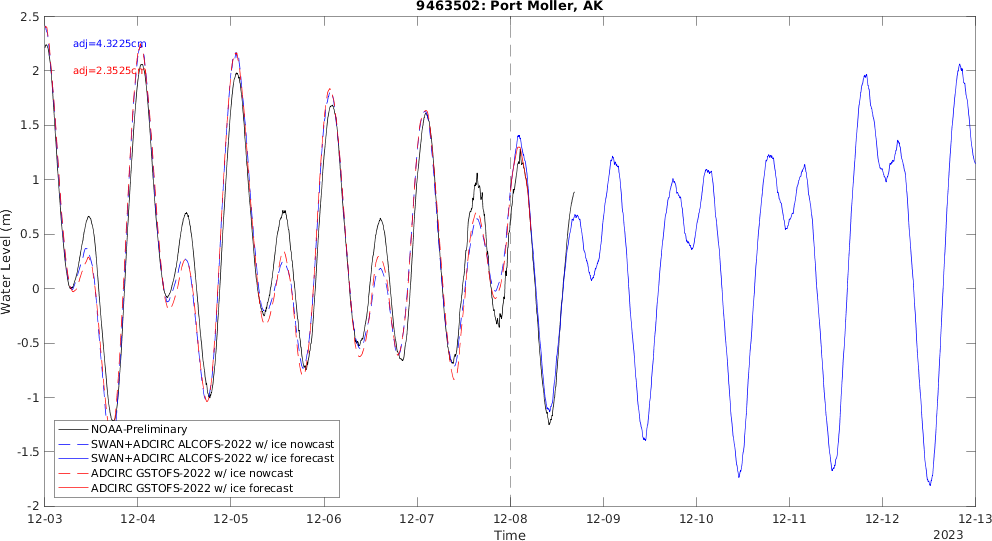 9463502: Port Moller, AK
adj=4.3225cm
adj=2.3525cm
Water Level (m)
2.5
2
1.5
1
0.5
0
-0.5
-1
-1.5
-2
NOAA-Preliminary
SWAN+ADCIRC ALCOFS-2022 w/ ice nowcast
SWAN+ADCIRC ALCOFS-2022 w/ ice forecast
ADCIRC GSTOFS-2022 w/ ice nowcast
ADCIRC GSTOFS-2022 w/ ice forecast
12-03 12-04 12-05 12-06 12-07 12-08 12-09 12-10 12-11 12-12 12-13
Time
2023